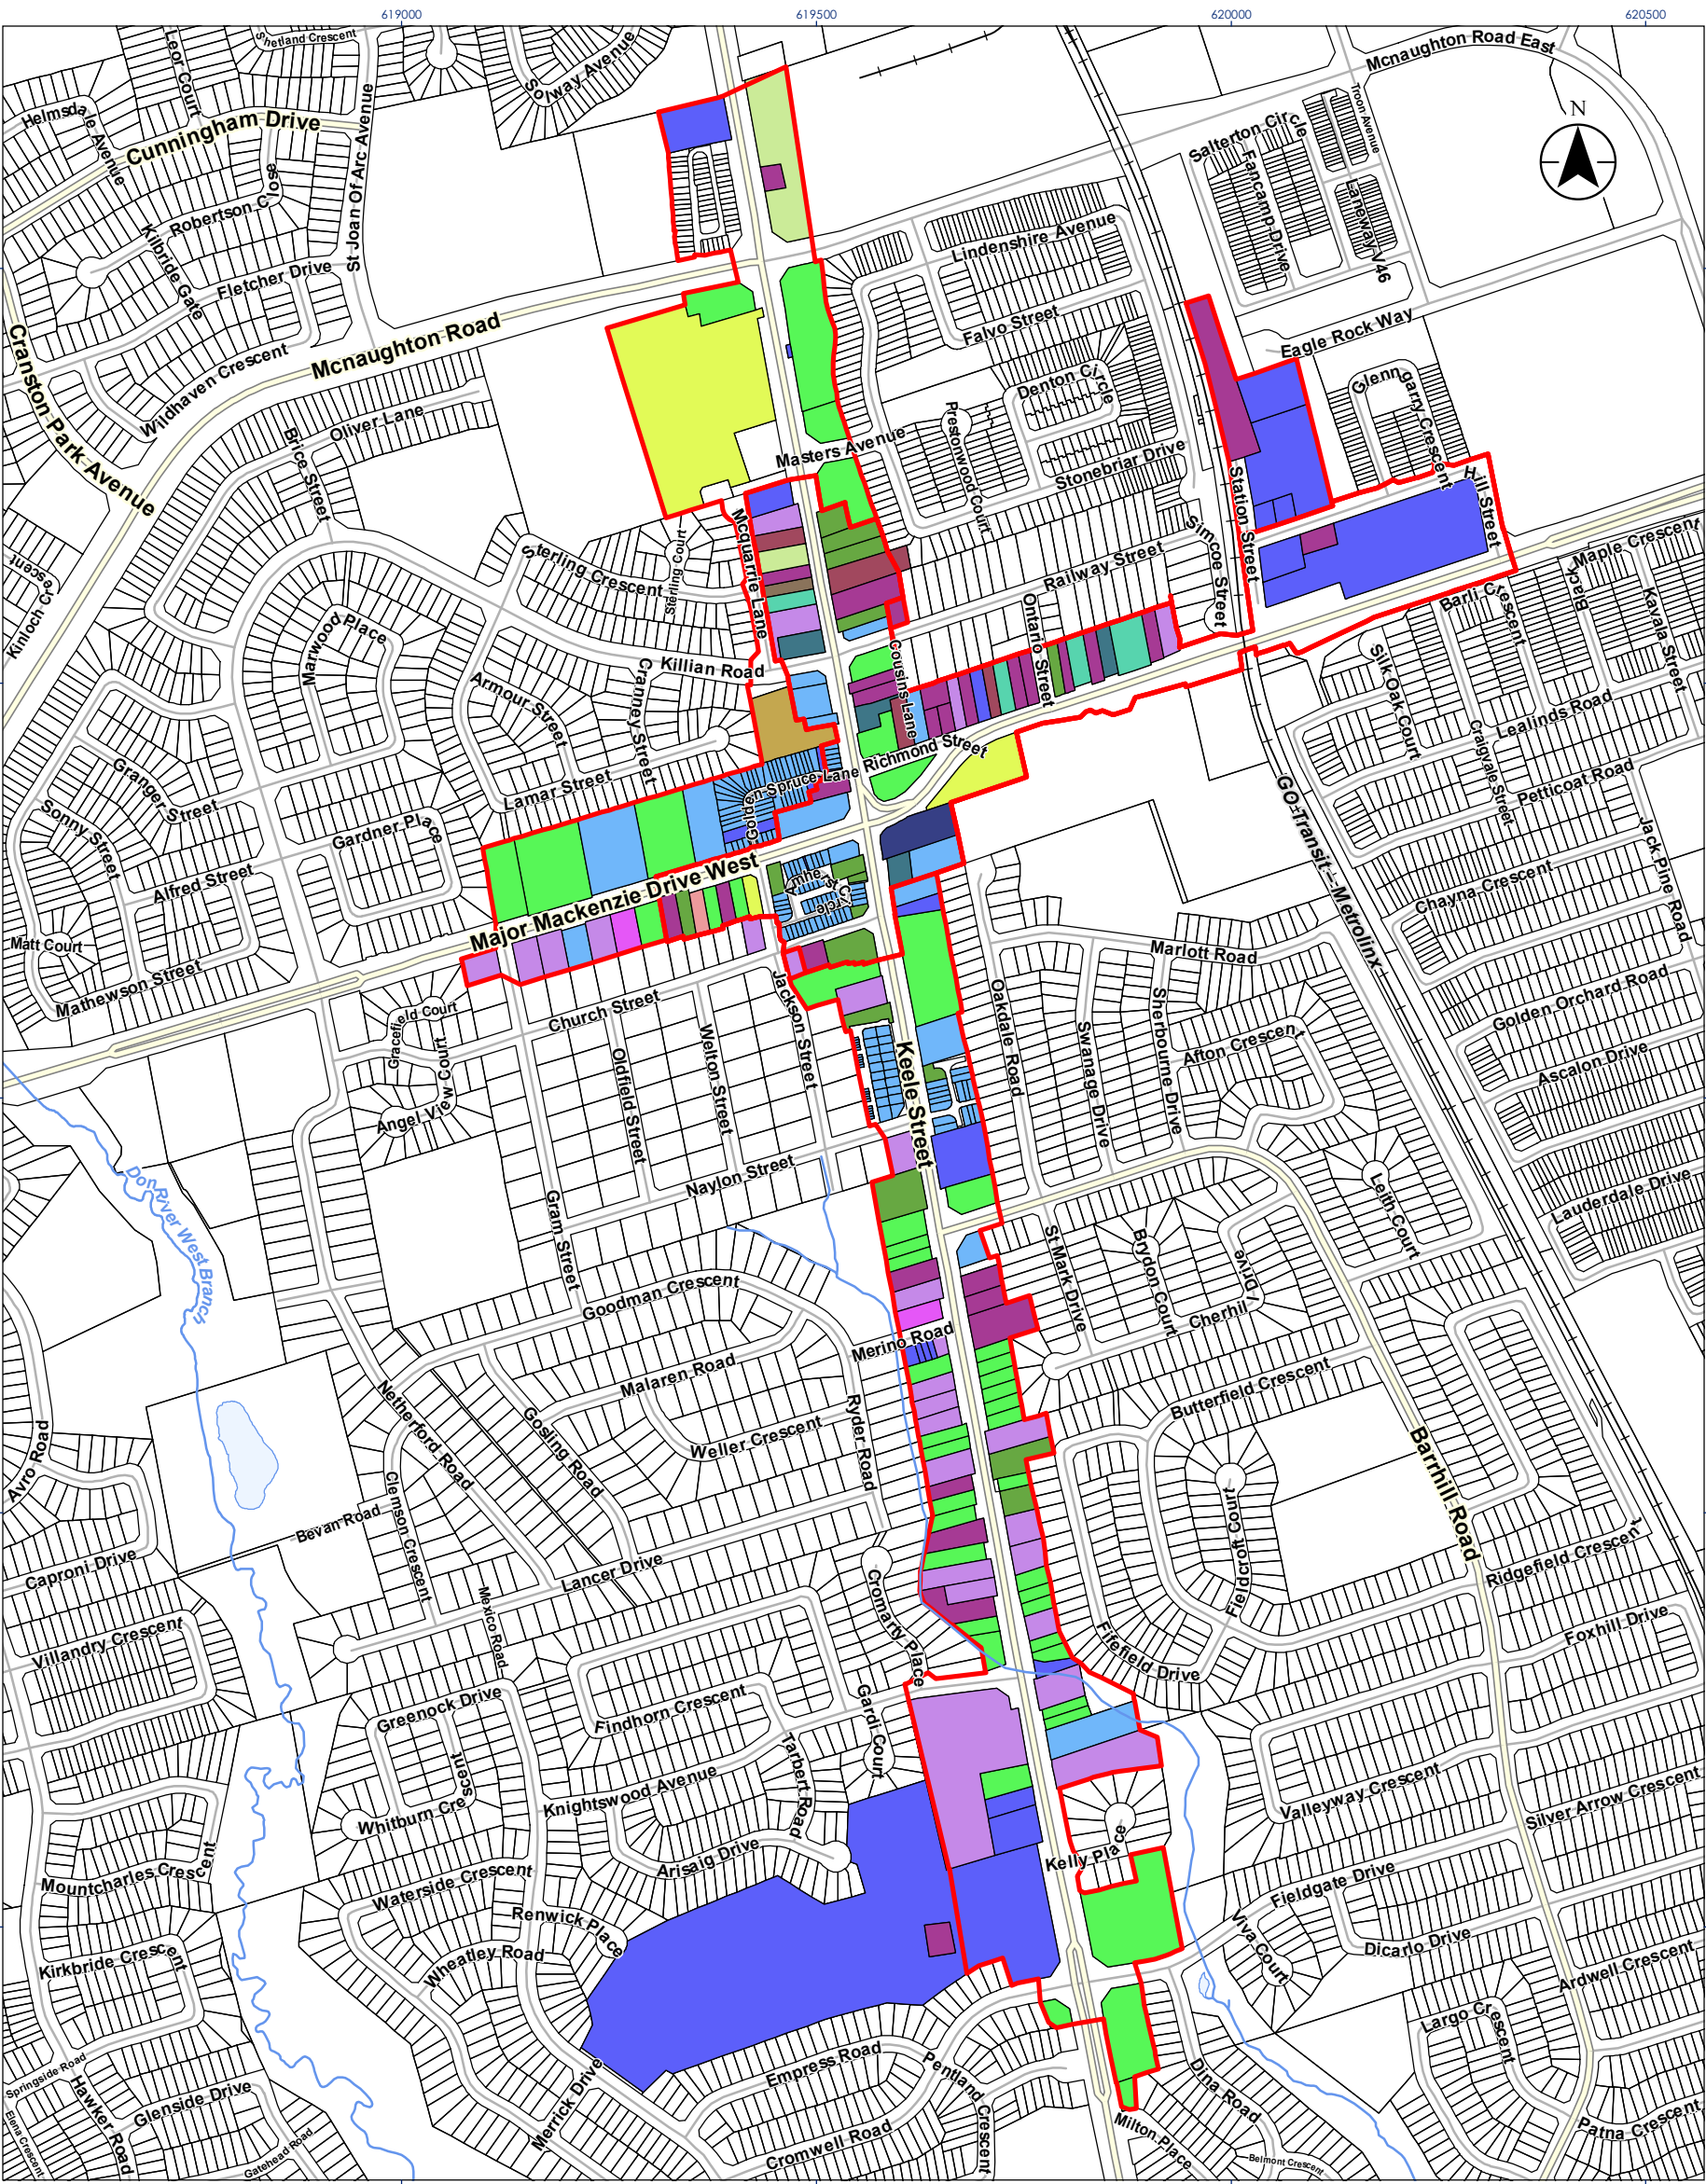 619000
619500
620000
620500
N
Shetland Crescent
Leor Court
Solway Avenue
Mcnaughton Road East
Helmsdale Avenue
Cunningham Drive
St Joan Of Arc Avenue
Troon Avenue
Salterton Circle
Fancamp Drive
Laneway V46
Robertson Close
Kilbride Gate
Fletcher Drive
Lindenshire Avenue
Falvo Street
Eagle Rock Way
Mcnaughton Road
Wildhaven Crescent
Cranston Park Avenue
Denton Circle
Glenngarry Crescent
Oliver Lane
Brice Street
Prestonwood Court
Masters Avenue
Stonebriar Drive
Station Street
Hill Street
Mcquarrie Lane
Simcoe Street
Sterling Crescent
Sterling Court
Railway Street
Maple Crescent
Kinloch Crescent
Marwood Place
Ontario Street
Barli Crescent
Back
Kavala Street
Killian Road
Cousins Lane
Silk Oak Court
Armour Street
Cranney Street
Lealinds Road
Craigvale Street
Richmond Street
Golden Spruce Lane
Granger Street
Lamar Street
Petticoat Road
GO Transit - Metrolinx
Sonny Street
Gardner Place
Jack Pine Road
Alfred Street
Major Mackenzie Drive West
Amherst Circle
Chayna Crescent
Matt Court
Marlott Road
Mathewson Street
Golden Orchard Road
Jackson Street
Church Street
Gracefield Court
Oakdale Road
Sherbourne Drive
Swanage Drive
Afton Crescent
Ascalon Drive
Angel View Court
Oldfield Street
Welton Street
Keele Street
Don River West Branch
Naylon Street
Gram Street
Leith Court
Lauderdale Drive
St Mark Drive
Brydon Court
Cherhill Drive
Goodman Crescent
Merino Road
Malaren Road
Butterfield Crescent
Netherford Road
Gosling Road
Weller Crescent
Ryder Road
Avro Road
Barrhill Road
Clemson Crescent
Bevan Road
Fieldcroft Court
Caproni Drive
Lancer Drive
Ridgefield Crescent
Mexico Road
Cromarty Place
Villandry Crescent
Foxhill Drive
Fifefield Drive
Greenock Drive
Findhorn Crescent
Gardi Court
Tarbert Road
Knightswood Avenue
Whitburn Crescent
Valleyway Crescent
Silver Arrow Crescent
Arisaig Drive
Kelly Place
Mountcharles Crescent
Waterside Crescent
Fieldgate Drive
Renwick Place
Viva Court
Dicarlo Drive
Kirkbride Crescent
Wheatley Road
Ardwell Crescent
Largo Crescent
Springside Road
Empress Road
Pentland Crescent
Dina Road
Hawker Road
Glenside Drive
Merrick Drive
Elena Crescent
Gatehead Road
Cromwell Road
Milton Place
Belmont Crescent
Patna Crescent